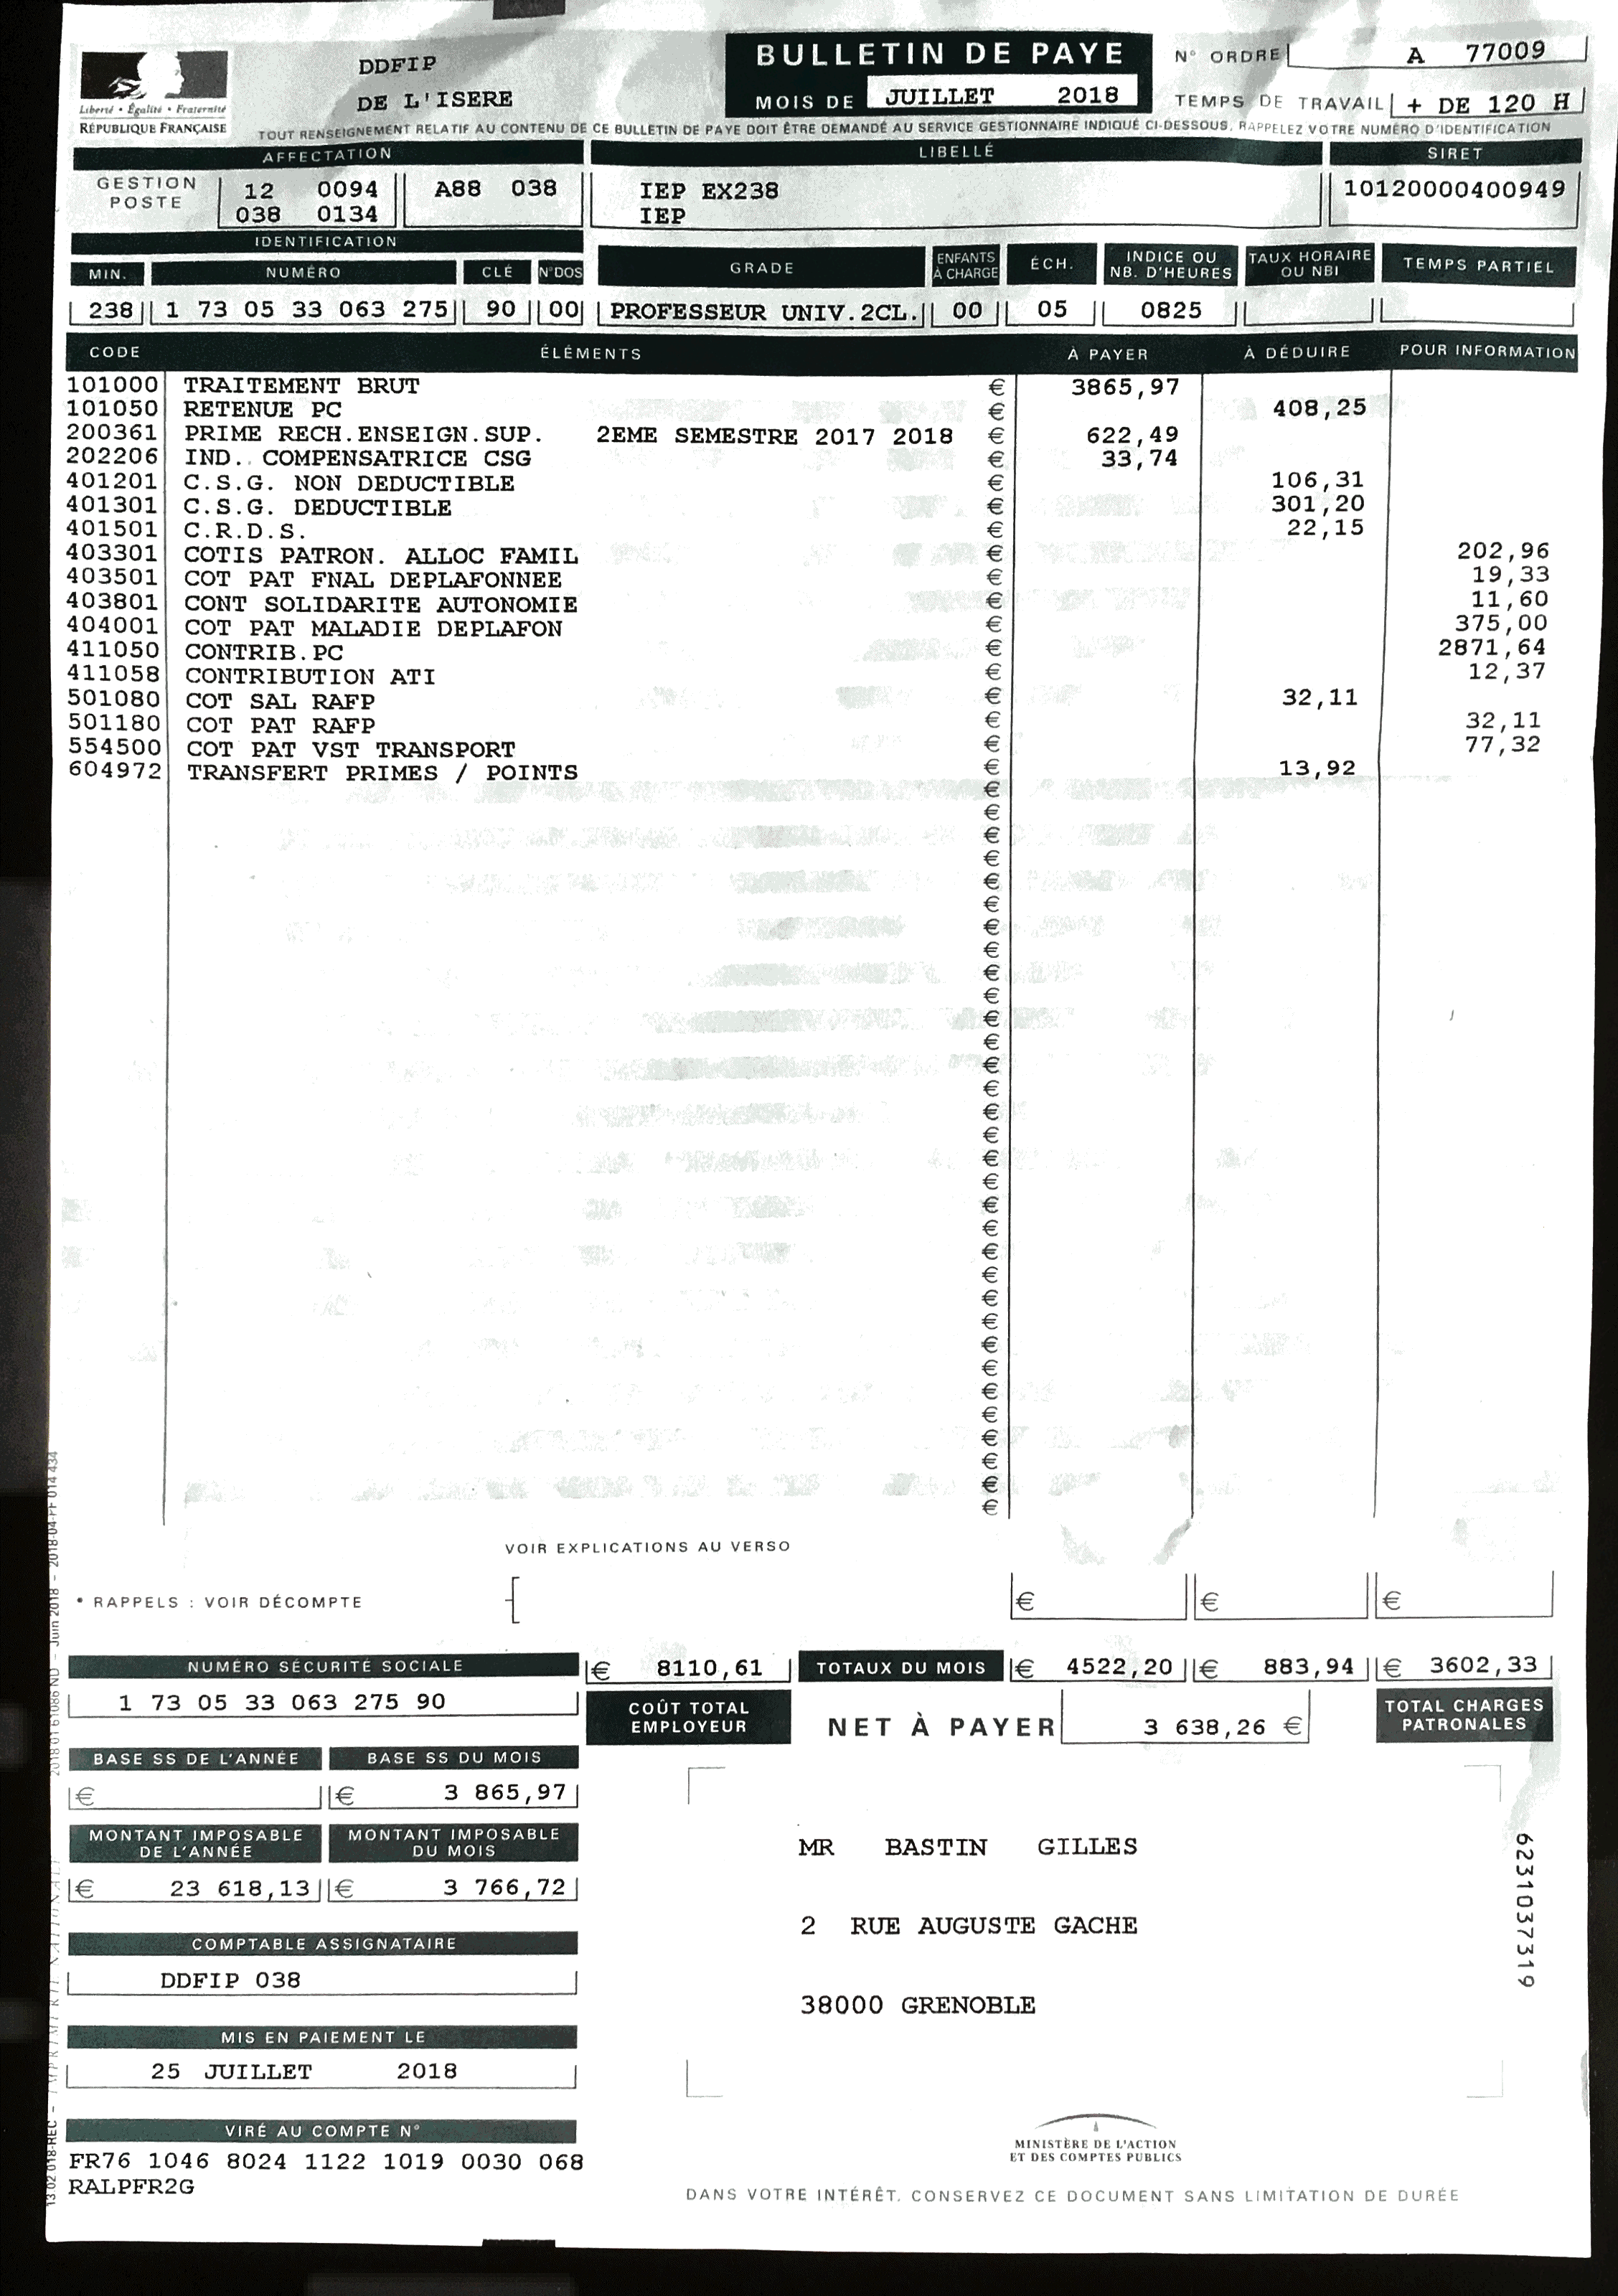 DDFIP
DE L'ISERE
BULLETIN DE PAYE
MOIS DE JUILLET 2018
N° ORDRE A 77009
TEMPS DE TRAVAIL + DE 120 H
Liberté • Égalité • Fraternité
RÉPUBLIQUE FRANÇAISE
TOUT RENSEIGNEMENT RELATIF AU CONTENU DE CE BULLETIN DE PAYE DOIT ÊTRE DEMANDÉ AU SERVICE GESTIONNAIRE INDIQUÉ CI-DESSOUS, RAPPELEZ VOTRE NUMÉRO D'IDENTIFICATION
AFFECTATION LIBELLÉ SIRET
GESTION 12 0094 A88 038 IEP EX238 10120000400949
POSTE 038 0134 IEP
IDENTIFICATION
MIN. NUMÉRO CLÉ N°DOS GRADE ENFANTS À CHARGE ÉCH. INDICE OU NB. D'HEURES TAUX HORAIRE OU NBI TEMPS PARTIEL
238 1 73 05 33 063 275 90 00 PROFESSEUR UNIV.2CL. 00 05 0825
CODE ÉLÉMENTS À PAYER À DÉDUIRE POUR INFORMATION
101000 TRAITEMENT BRUT € 3865,97
101050 RETENUE PC € 408,25
200361 PRIME RECH.ENSEIGN.SUP. 2EME SEMESTRE 2017 2018 € 622,49
202206 IND. COMPENSATRICE CSG € 33,74
401201 C.S.G. NON DEDUCTIBLE € 106,31
401301 C.S.G. DEDUCTIBLE € 301,20
401501 C.R.D.S. € 22,15
403301 COTIS PATRON. ALLOC FAMIL € 202,96
403501 COT PAT FNAL DEPLAFONNEE € 19,33
403801 CONT SOLIDARITE AUTONOMIE € 11,60
404001 COT PAT MALADIE DEPLAFON € 375,00
411050 CONTRIB.PC € 2871,64
411058 CONTRIBUTION ATI € 12,37
501080 COT SAL RAFP € 32,11
501180 COT PAT RAFP € 32,11
554500 COT PAT VST TRANSPORT € 77,32
604972 TRANSFERT PRIMES / POINTS € 13,92
VOIR EXPLICATIONS AU VERSO
• RAPPELS : VOIR DÉCOMPTE € € €
NUMÉRO SÉCURITÉ SOCIALE € 8110,61 TOTAUX DU MOIS € 4522,20 € 883,94 € 3602,33
1 73 05 33 063 275 90
COÛT TOTAL EMPLOYEUR
NET À PAYER 3 638,26 €
TOTAL CHARGES PATRONALES
BASE SS DE L'ANNÉE BASE SS DU MOIS
€ € 3 865,97
MONTANT IMPOSABLE DE L'ANNÉE MONTANT IMPOSABLE DU MOIS
€ 23 618,13 € 3 766,72
MR BASTIN GILLES
2 RUE AUGUSTE GACHE
38000 GRENOBLE
6231037319
COMPTABLE ASSIGNATAIRE
DDFIP 038
MIS EN PAIEMENT LE
25 JUILLET 2018
VIRÉ AU COMPTE N°
FR76 1046 8024 1122 1019 0030 068
RALPFR2G
MINISTÈRE DE L'ACTION
ET DES COMPTES PUBLICS
DANS VOTRE INTÉRÊT, CONSERVEZ CE DOCUMENT SANS LIMITATION DE DURÉE